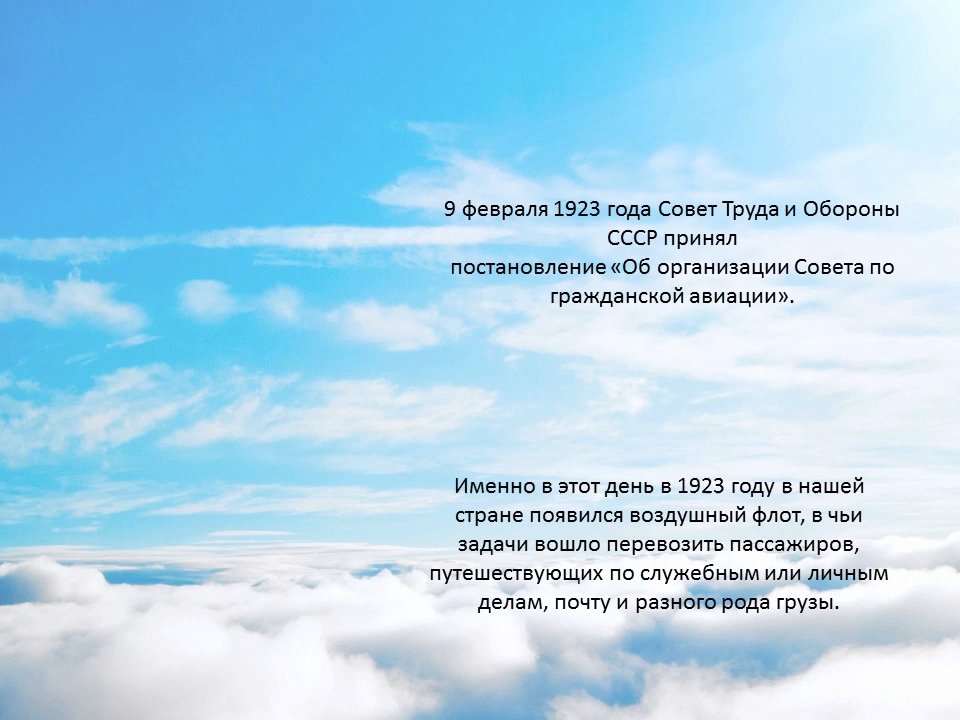 9 февраля 1923 года Совет Труда и Обороны
СССР принял
постановление «Об организации Совета по
гражданской авиации».
Именно в этот день в 1923 году в нашей
стране появился воздушный флот, в чьи
задачи вошло перевозить пассажиров,
путешествующих по служебным или личным
делам, почту и разного рода грузы.